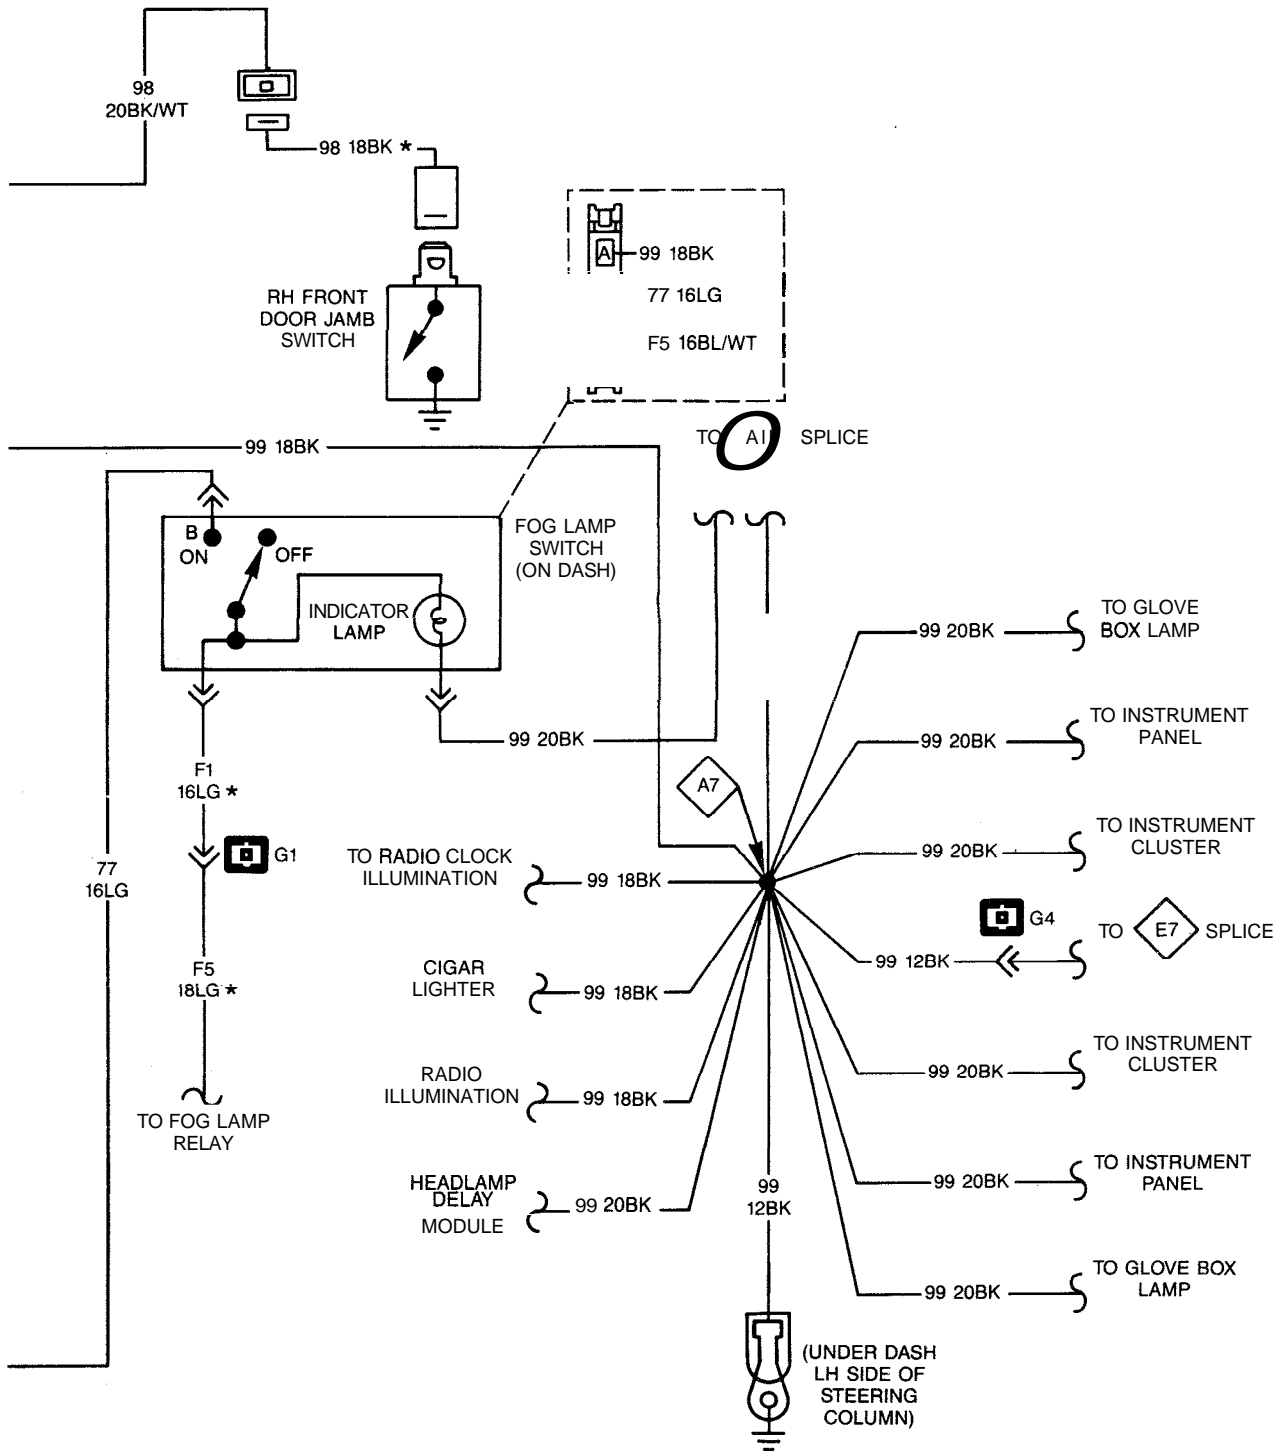 98
20BK/WT
98 18BK *
A
99 18BK
77 16LG
F5 16BL/WT
RH FRONT
DOOR JAMB
SWITCH
99 18BK
TO SPLICE
B
ON
OFF
FOG LAMP
SWITCH
(ON DASH)
INDICATOR
LAMP
99 20BK
TO GLOVE
BOX LAMP
99 20BK
TO INSTRUMENT
PANEL
99 20BK
F1
16LG *
A7
G1
77
16LG
TO RADIO CLOCK
ILLUMINATION
99 18BK
99 20BK
TO INSTRUMENT
CLUSTER
G4
99 12BK
TO E7 SPLICE
F5
18LG *
CIGAR
LIGHTER
99 18BK
99 20BK
TO INSTRUMENT
CLUSTER
RADIO
ILLUMINATION
99 18BK
TO FOG LAMP
RELAY
HEADLAMP
DELAY
MODULE
99 20BK
99
12BK
99 20BK
TO INSTRUMENT
PANEL
99 20BK
TO GLOVE BOX
LAMP
(UNDER DASH
LH SIDE OF
STEERING
COLUMN)